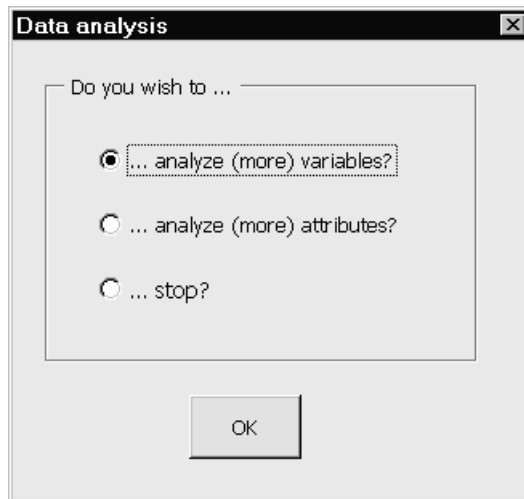 Data analysis
Do you wish to ...
... analyze (more) variables?
... analyze (more) attributes?
... stop?
OK